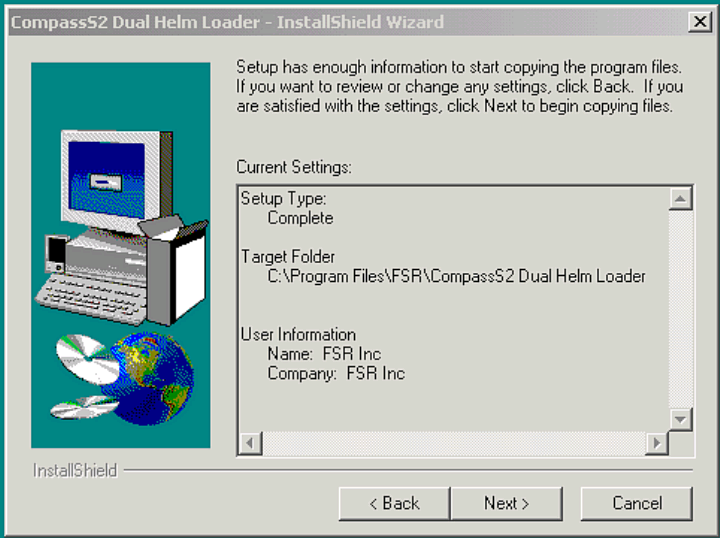 CompassS2 Dual Helm Loader - InstallShield Wizard
Setup has enough information to start copying the program files.
If you want to review or change any settings, click Back.  If you
are satisfied with the settings, click Next to begin copying files.
Current Settings:
Setup Type:
Complete
Target Folder
C:\Program Files\FSR\CompassS2 Dual Helm Loader
User Information
Name:  FSR Inc
Company:  FSR Inc
InstallShield
< Back
Next >
Cancel